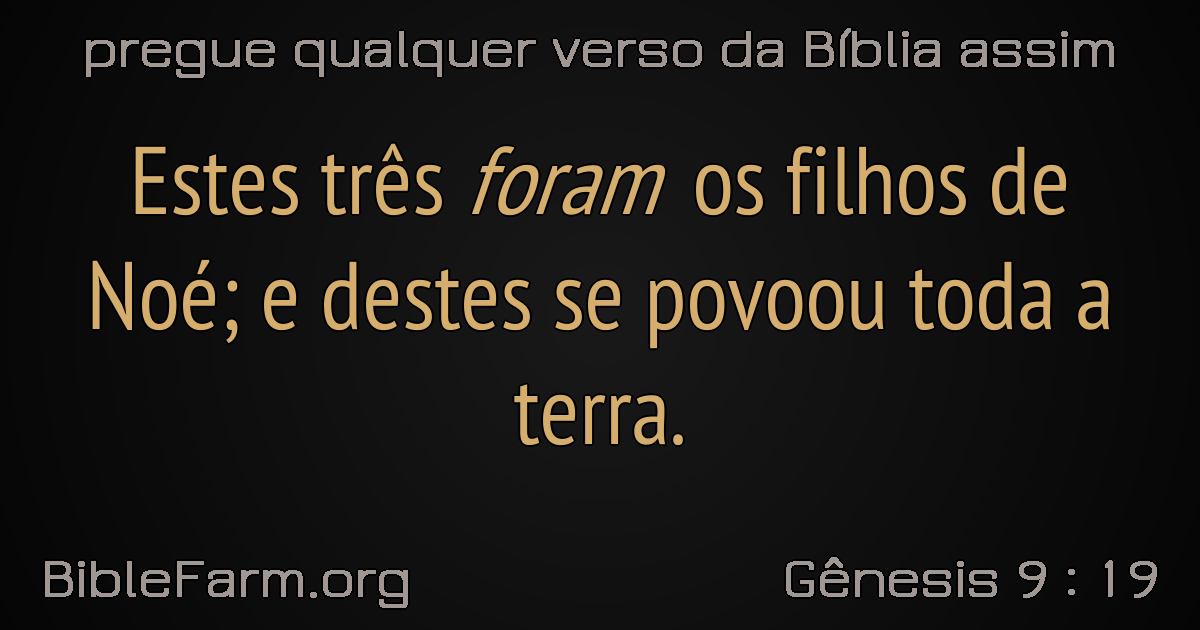 pregue qualquer verso da Bíblia assim
Estes três foram os filhos de
Noé; e destes se povoou toda a
terra.
BibleFarm.org
Gênesis 9 : 19